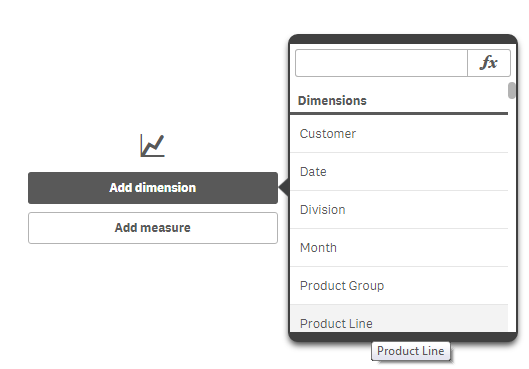 fx
Dimensions
Customer
Date
Add dimension
Division
Add measure
Month
Product Group
Product Line
Product Line